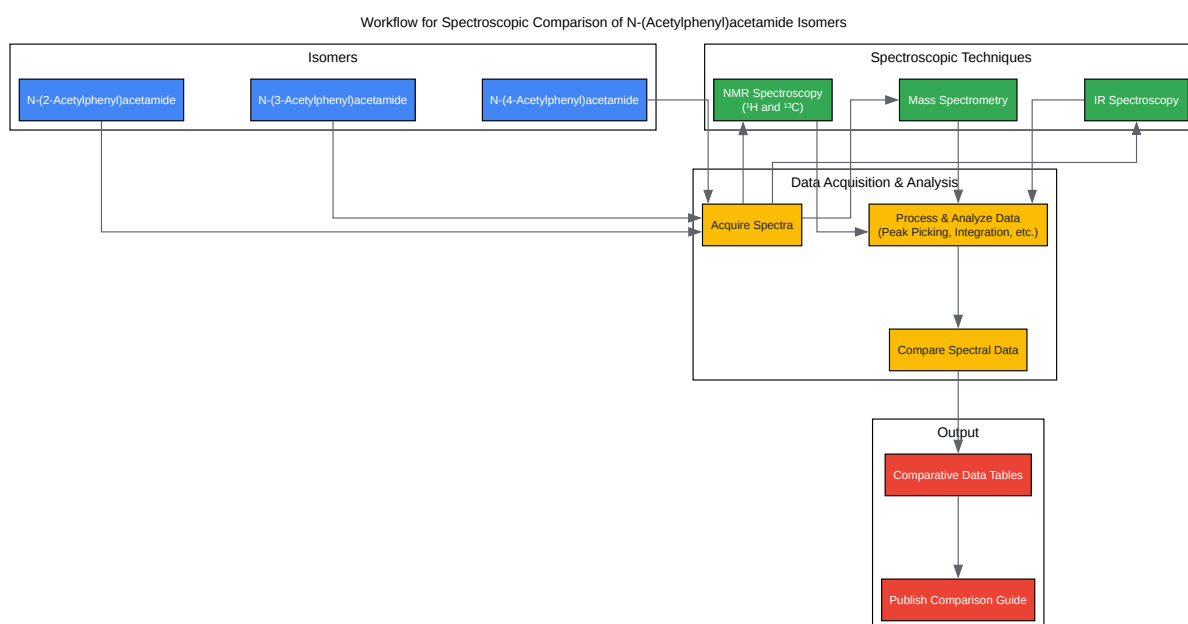 Workflow for Spectroscopic Comparison of N-(Acetylphenyl)acetamide Isomers
Isomers
N-(2-Acetylphenyl)acetamide
N-(3-Acetylphenyl)acetamide
N-(4-Acetylphenyl)acetamide
Spectroscopic Techniques
NMR Spectroscopy
(¹H and ¹³C)
Mass Spectrometry
IR Spectroscopy
Data Acquisition & Analysis
Acquire Spectra
Process & Analyze Data
(Peak Picking, Integration, etc.)
Compare Spectral Data
Output
Comparative Data Tables
Publish Comparison Guide